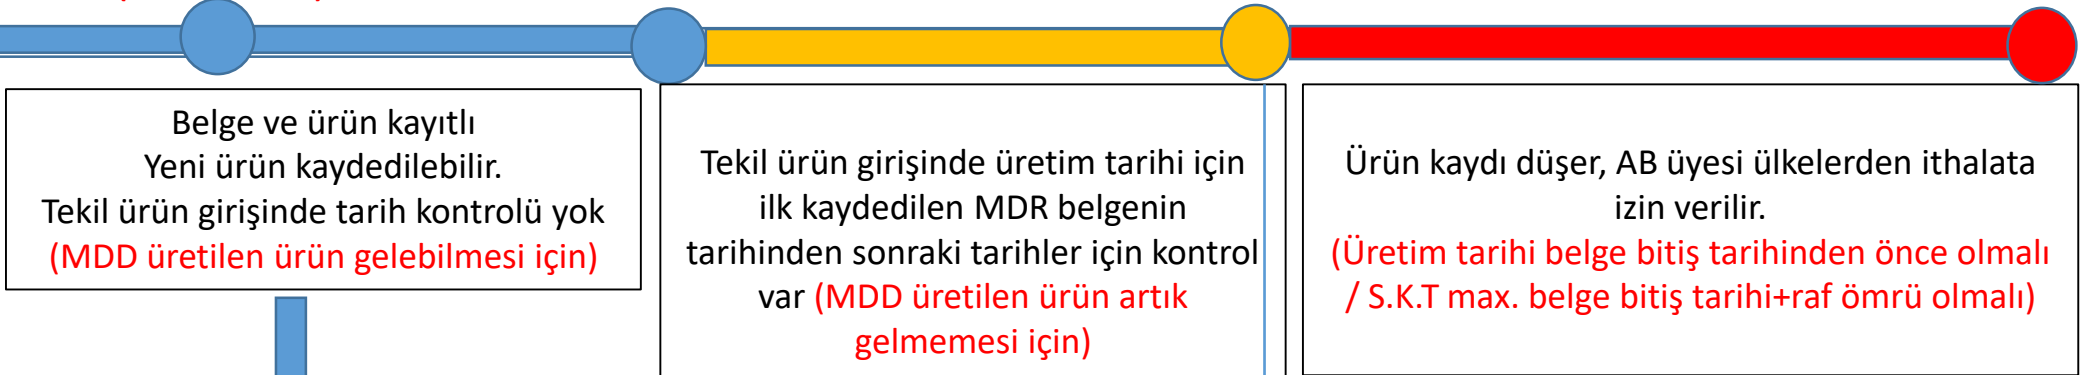 Belge ve ürün kayıtlı
Yeni ürün kaydedilebilir.
Tekil ürün girişinde tarih kontrolü yok
(MDD üretilen ürün gelebilmesi için)
Tekil ürün girişinde üretim tarihi için
ilk kaydedilen MDR belgenin
tarihinden sonraki tarihler için kontrol
var (MDD üretilen ürün artık
gelmemesi için)
Ürün kaydı düşer, AB üyesi ülkelerden ithalata
izin verilir.
(Üretim tarihi belge bitiş tarihinden önce olmalı
/ S.K.T max. belge bitiş tarihi+raf ömrü olmalı)